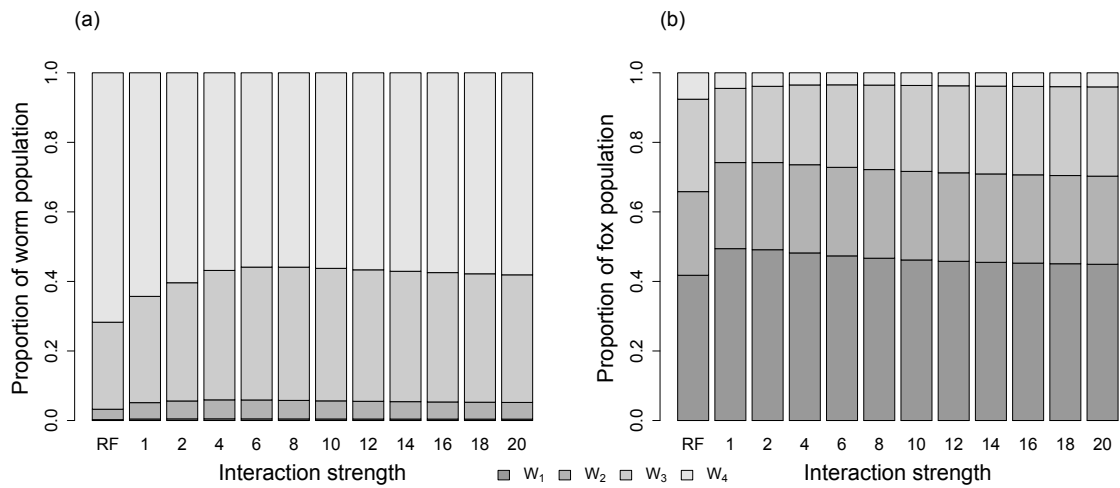 (a)
Proportion of worm population
1.0
0.8
0.6
0.4
0.2
0.0
RF 1 2 4 6 8 10 12 14 16 18 20
Interaction strength
(b)
Proportion of fox population
1.0
0.8
0.6
0.4
0.2
0.0
RF 1 2 4 6 8 10 12 14 16 18 20
Interaction strength
W₁ W₂ W₃ W₄